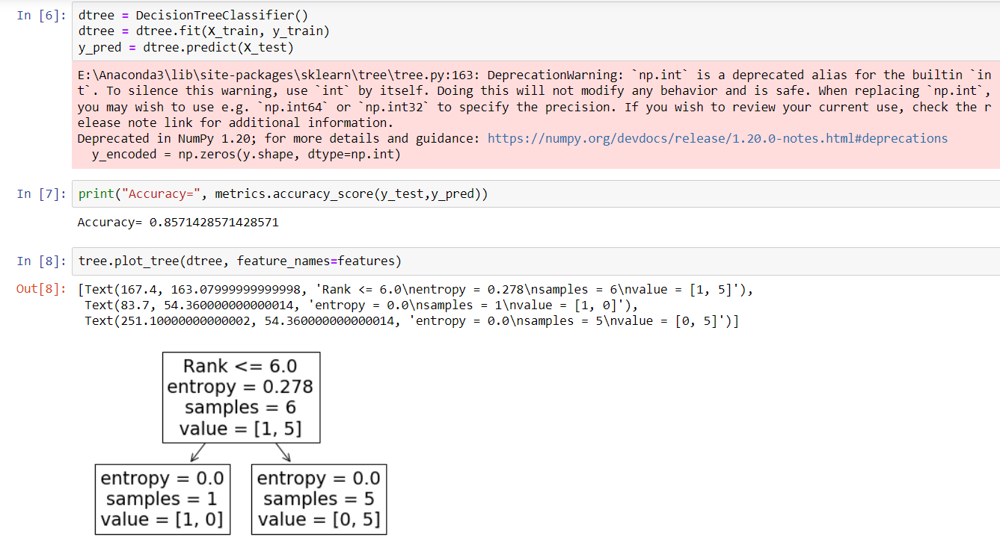 In [6]: dtree = DecisionTreeClassifier()
dtree = dtree.fit(X_train, y_train)
y_pred = dtree.predict(X_test)
E:\Anaconda3\lib\site-packages\sklearn\tree\tree.py:163: DeprecationWarning: `np.int` is a deprecated alias for the builtin `in
t`. To silence this warning, use `int` by itself. Doing this will not modify any behavior and is safe. When replacing `np.int`,
you may wish to use e.g. `np.int64` or `np.int32` to specify the precision. If you wish to review your current use, check the r
elease note link for additional information.
Deprecated in NumPy 1.20; for more details and guidance: https://numpy.org/devdocs/release/1.20.0-notes.html#deprecations
  y_encoded = np.zeros(y.shape, dtype=np.int)
In [7]: print("Accuracy=", metrics.accuracy_score(y_test,y_pred))
Accuracy= 0.8571428571428571
In [8]: tree.plot_tree(dtree, feature_names=features)
Out[8]: [Text(167.4, 163.07999999999998, 'Rank <= 6.0\nentropy = 0.278\nsamples = 6\nvalue = [1, 5]'),
 Text(83.7, 54.360000000000014, 'entropy = 0.0\nsamples = 1\nvalue = [1, 0]'),
 Text(251.10000000000002, 54.360000000000014, 'entropy = 0.0\nsamples = 5\nvalue = [0, 5]')]
Rank <= 6.0
entropy = 0.278
samples = 6
value = [1, 5]
entropy = 0.0
samples = 1
value = [1, 0]
entropy = 0.0
samples = 5
value = [0, 5]